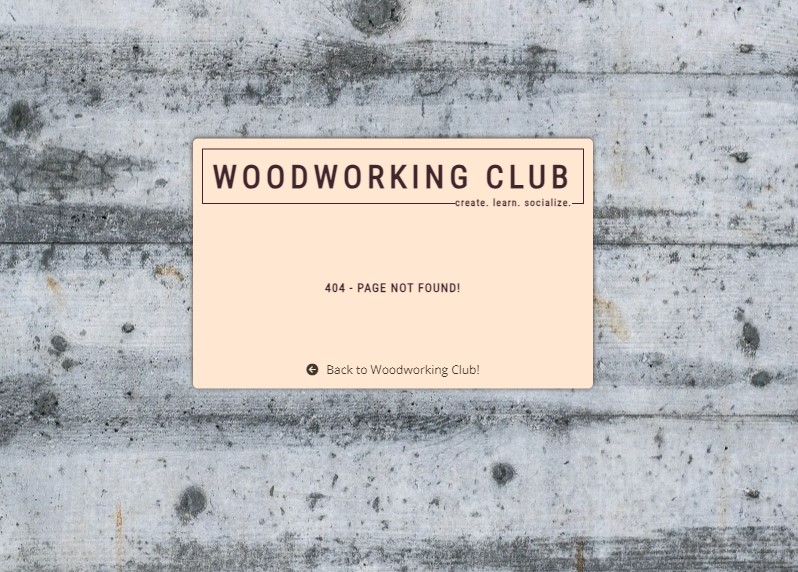 WOODWORKING CLUB
create. learn. socialize.
404 - PAGE NOT FOUND!
Back to Woodworking Club!